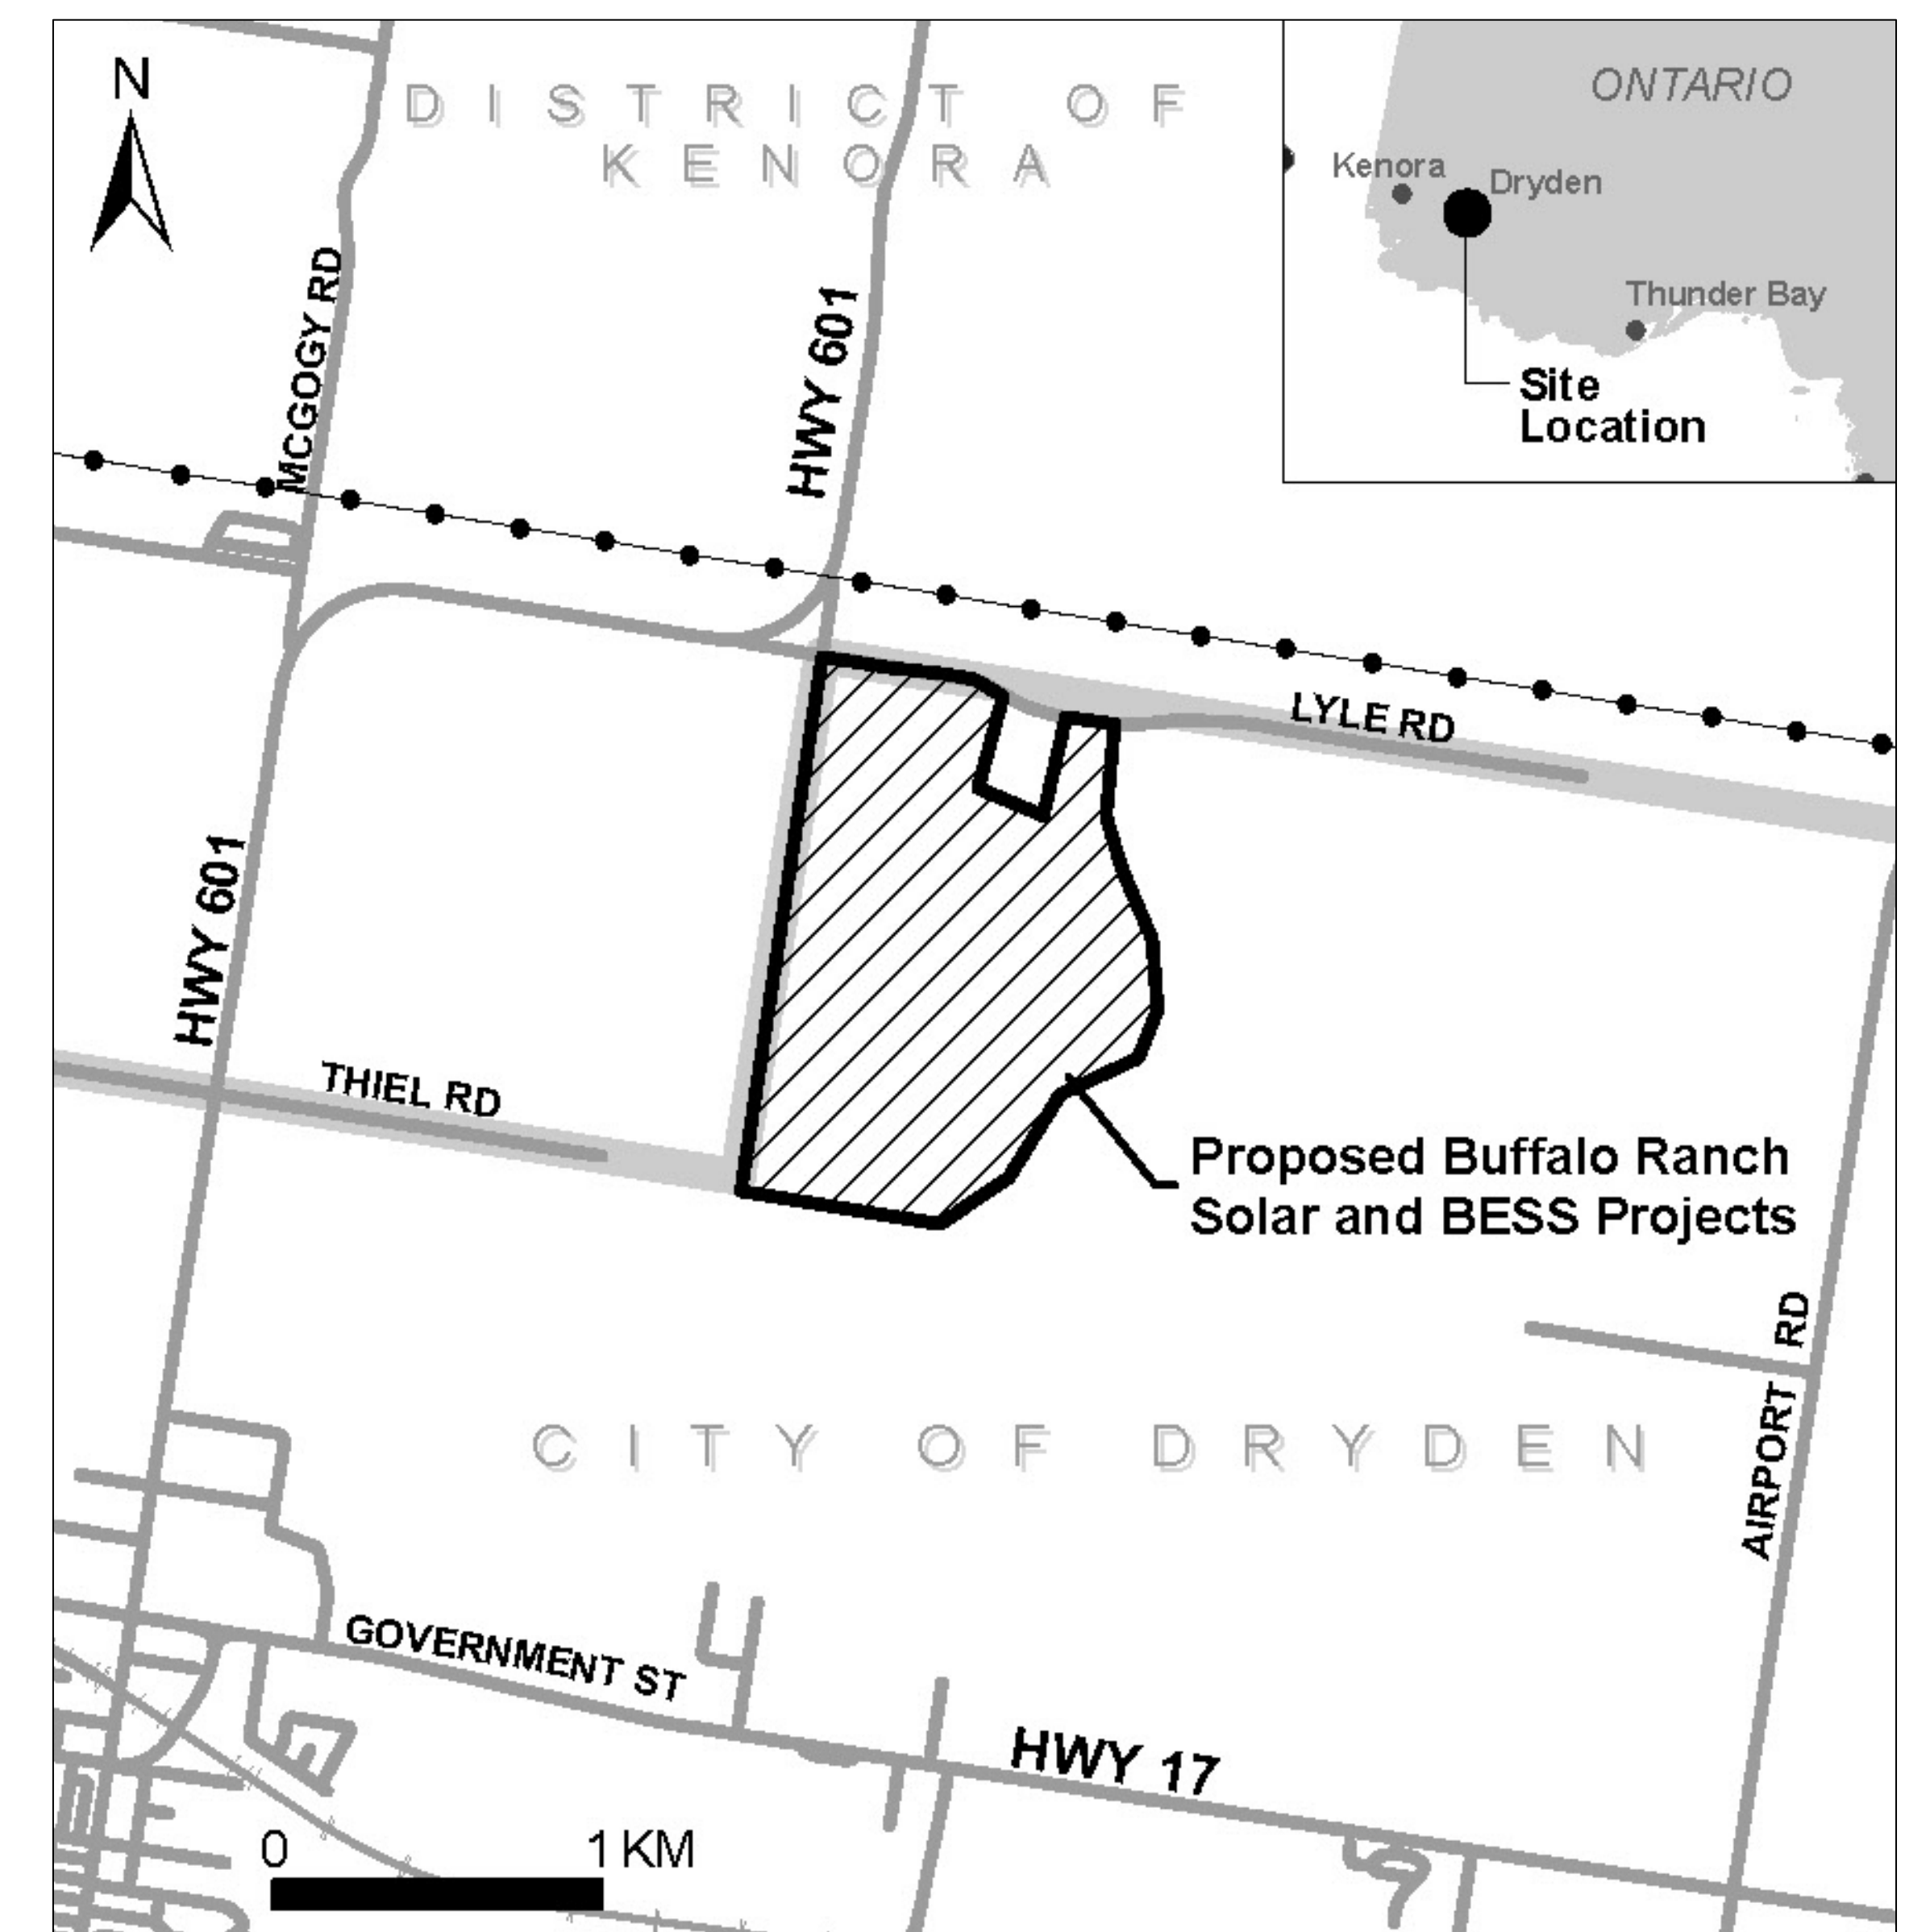 N
DISTRICT OF
KENORA
ONTARIO
Kenora
Dryden
Thunder Bay
Site
Location
MCGOGY RD
HWY 601
LYLE RD
HWY 601
THIEL RD
Proposed Buffalo Ranch
Solar and BESS Projects
AIRPORT RD
CITY OF DRYDEN
GOVERNMENT ST
HWY 17
0 1 KM